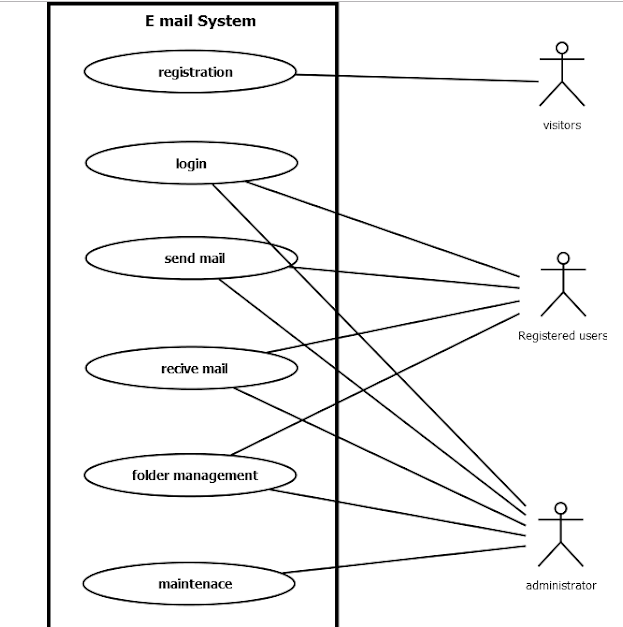 E mail System
registration
visitors
login
send mail
Registered users
recive mail
folder management
maintenace
administrator